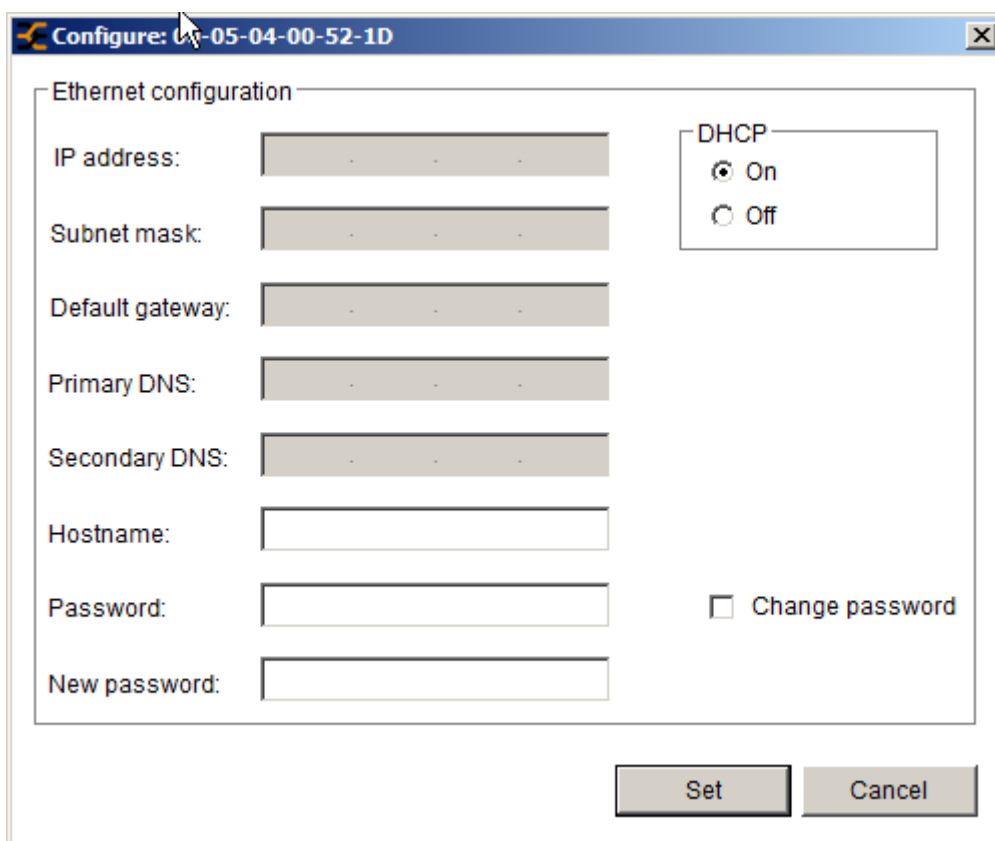 Configure: -05-04-00-52-1D
Ethernet configuration
IP address:
DHCP
On
Off
Subnet mask:
Default gateway:
Primary DNS:
Secondary DNS:
Hostname:
Password:
Change password
New password:
Set
Cancel